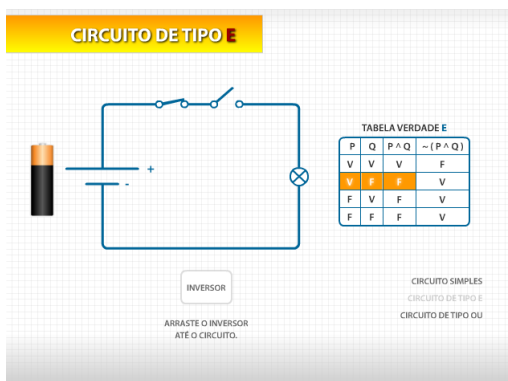 CIRCUITO DE TIPO E
+
-
TABELA VERDADE E
P Q P ^ Q ~ ( P ^ Q )
V V V F
V F F V
F V F V
F F F V
INVERSOR
ARRASTE O INVERSOR
ATÉ O CIRCUITO.
CIRCUITO SIMPLES
CIRCUITO DE TIPO E
CIRCUITO DE TIPO OU